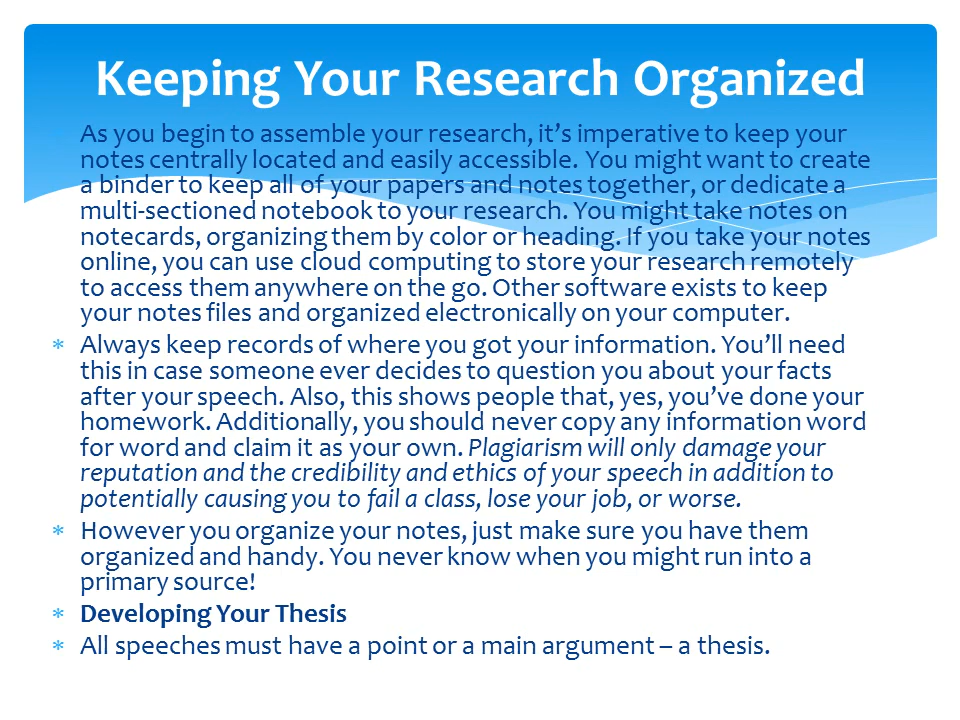 Keeping Your Research Organized
As you begin to assemble your research, it’s imperative to keep your
notes centrally located and easily accessible. You might want to create
a binder to keep all of your papers and notes together, or dedicate a
multi-sectioned notebook to your research. You might take notes on
notecards, organizing them by color or heading. If you take your notes
online, you can use cloud computing to store your research remotely
to access them anywhere on the go. Other software exists to keep
your notes files and organized electronically on your computer.
* Always keep records of where you got your information. You’ll need
this in case someone ever decides to question you about your facts
after your speech. Also, this shows people that, yes, you’ve done your
homework. Additionally, you should never copy any information word
for word and claim it as your own. Plagiarism will only damage your
reputation and the credibility and ethics of your speech in addition to
potentially causing you to fail a class, lose your job, or worse.
* However you organize your notes, just make sure you have them
organized and handy. You never know when you might run into a
primary source!
* Developing Your Thesis
* All speeches must have a point or a main argument – a thesis.